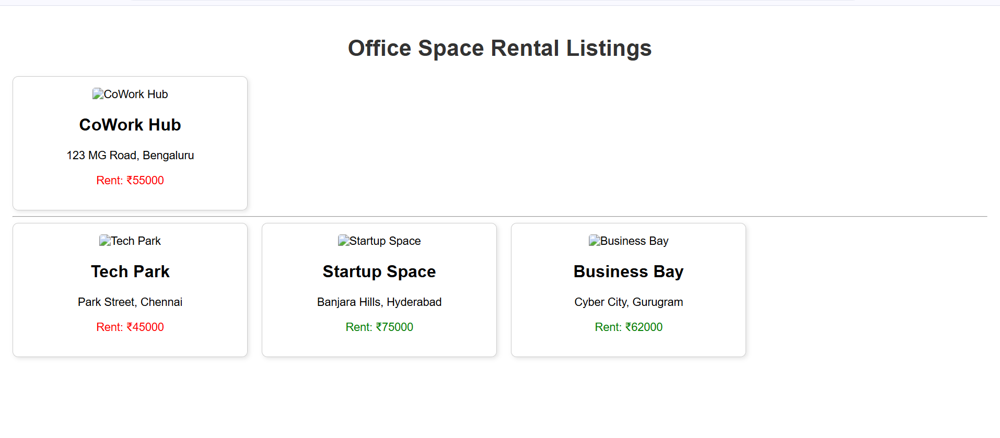 Office Space Rental Listings
CoWork Hub
CoWork Hub
123 MG Road, Bengaluru
Rent: ₹55000
Tech Park
Tech Park
Park Street, Chennai
Rent: ₹45000
Startup Space
Startup Space
Banjara Hills, Hyderabad
Rent: ₹75000
Business Bay
Business Bay
Cyber City, Gurugram
Rent: ₹62000